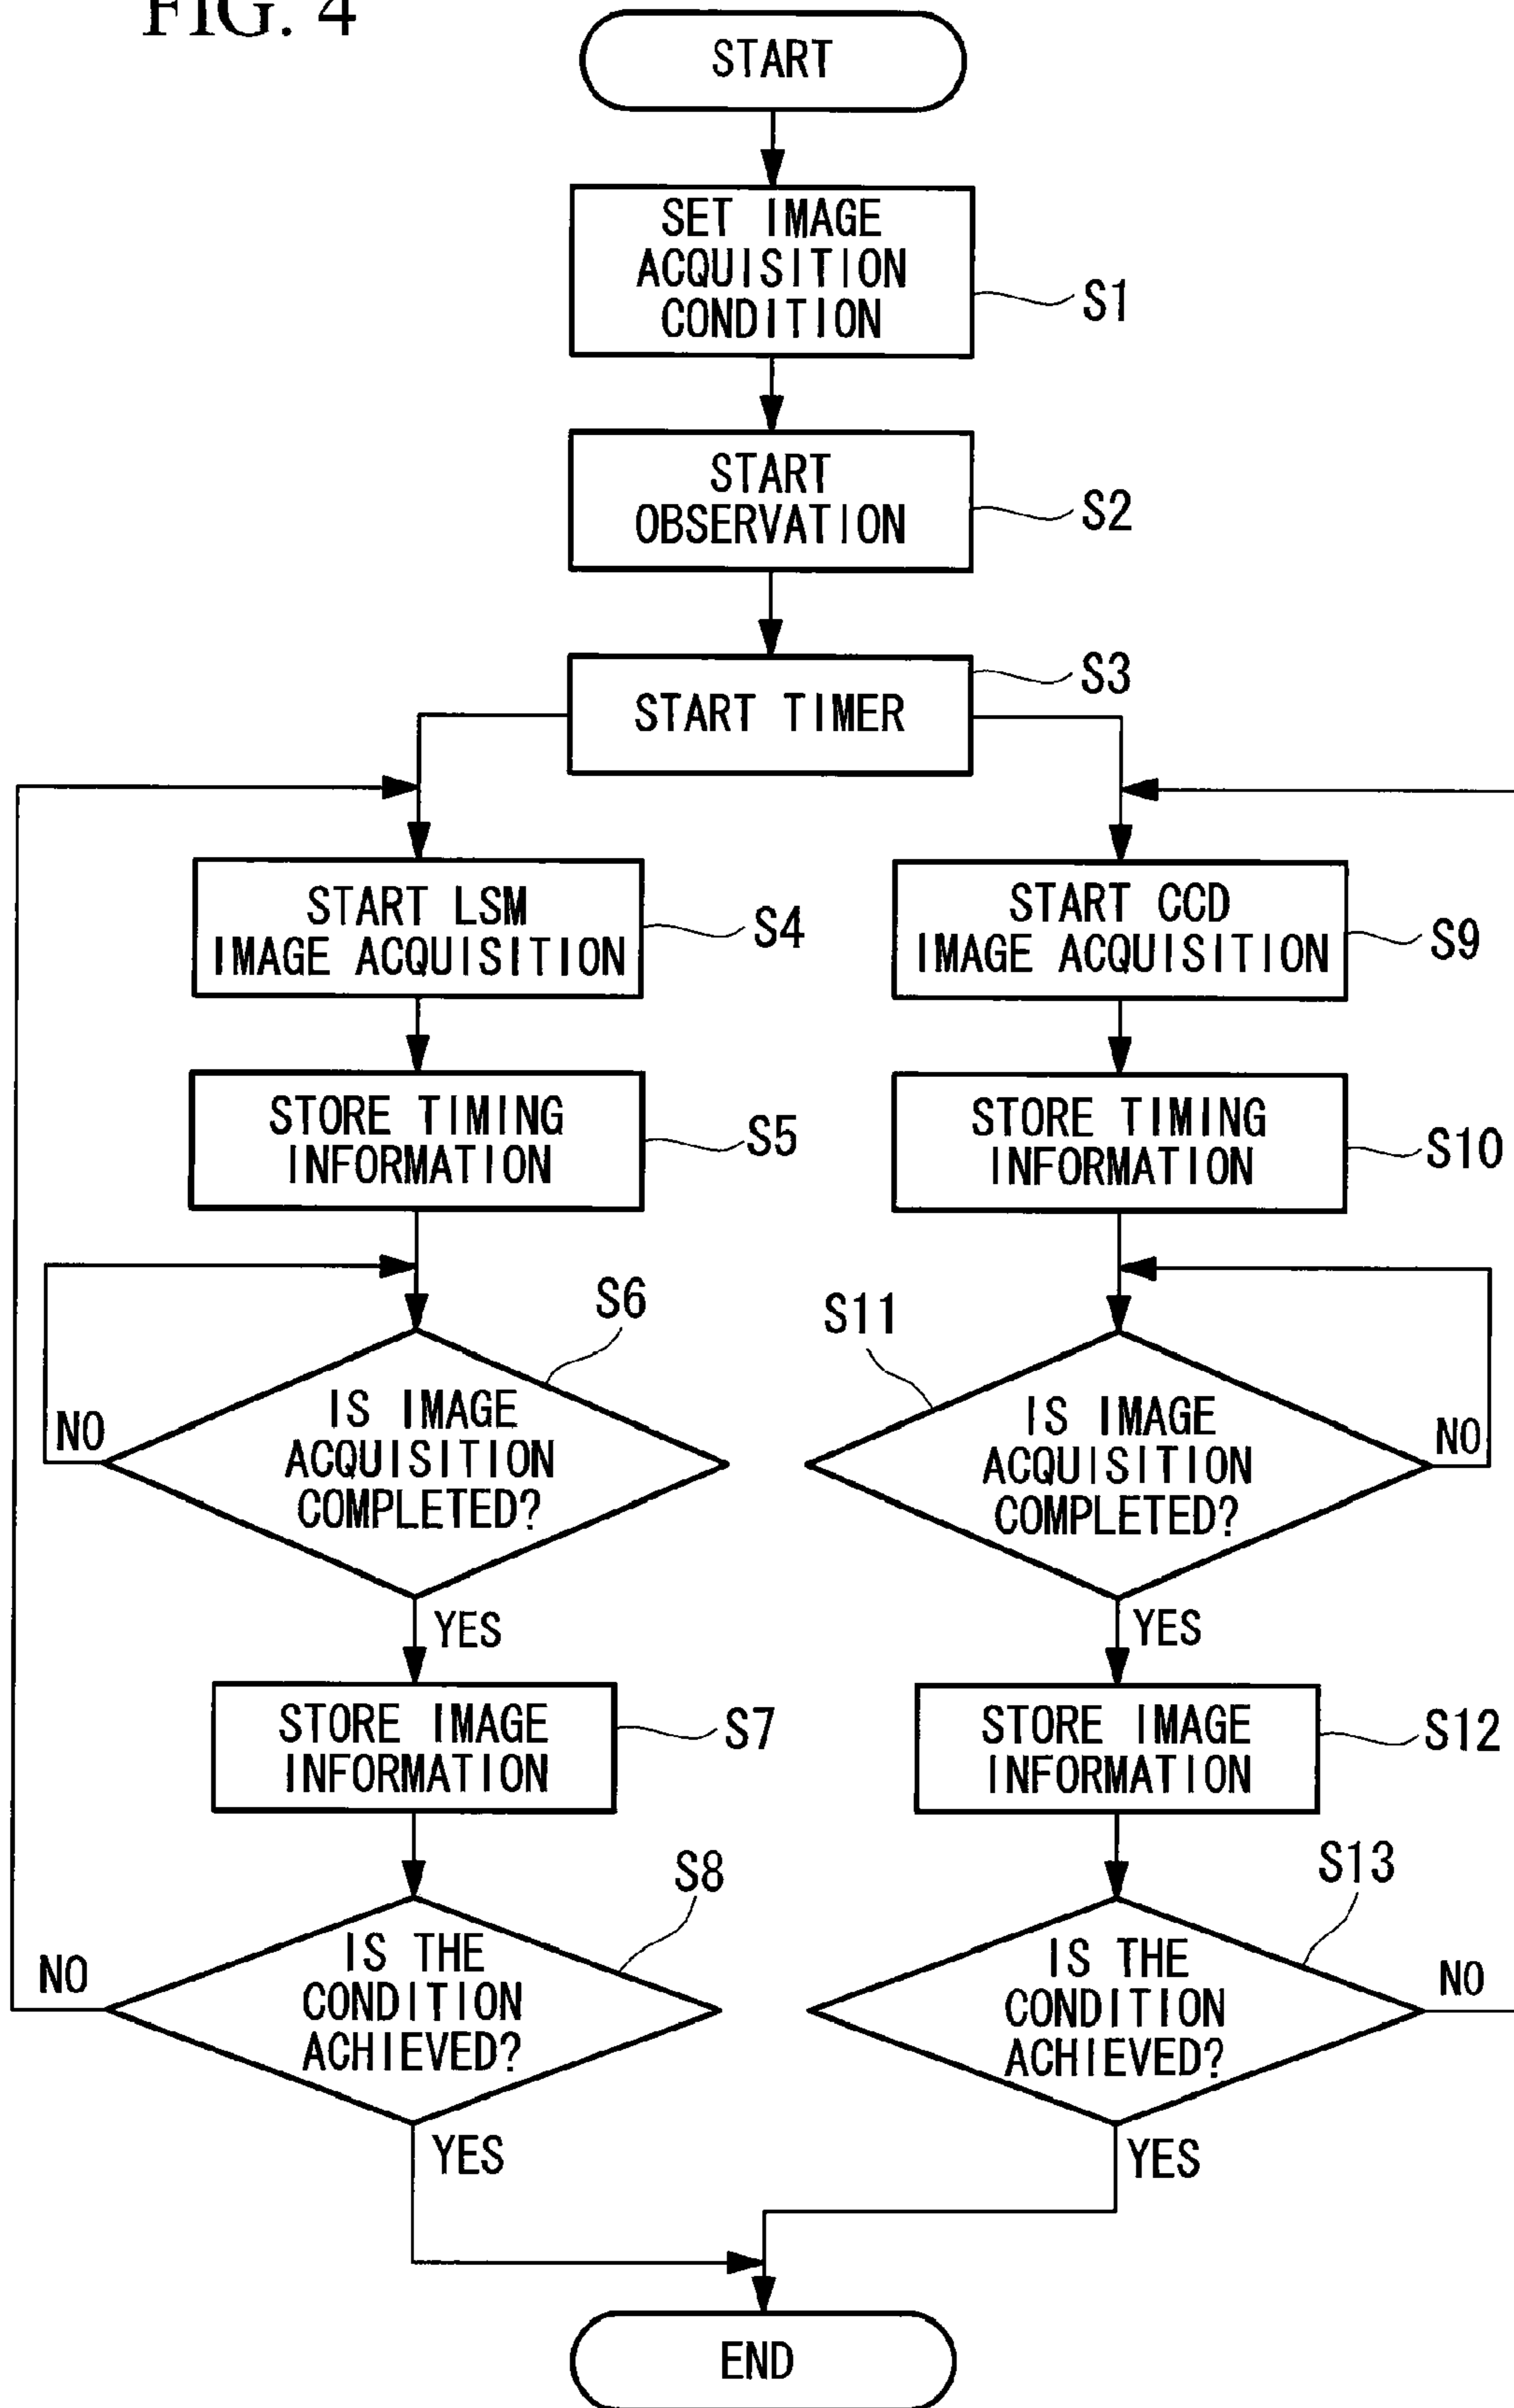 FIG. 4
START
SET IMAGE
ACQUISITION
CONDITION
S1
START
OBSERVATION
S2
START TIMER
S3
START LSM
IMAGE ACQUISITION
S4
STORE TIMING
INFORMATION
S5
IS IMAGE
ACQUISITION
COMPLETED?
S6
NO
YES
STORE IMAGE
INFORMATION
S7
IS THE
CONDITION
ACHIEVED?
S8
NO
YES
START CCD
IMAGE ACQUISITION
S9
STORE TIMING
INFORMATION
S10
IS IMAGE
ACQUISITION
COMPLETED?
S11
NO
YES
STORE IMAGE
INFORMATION
S12
IS THE
CONDITION
ACHIEVED?
S13
NO
YES
END